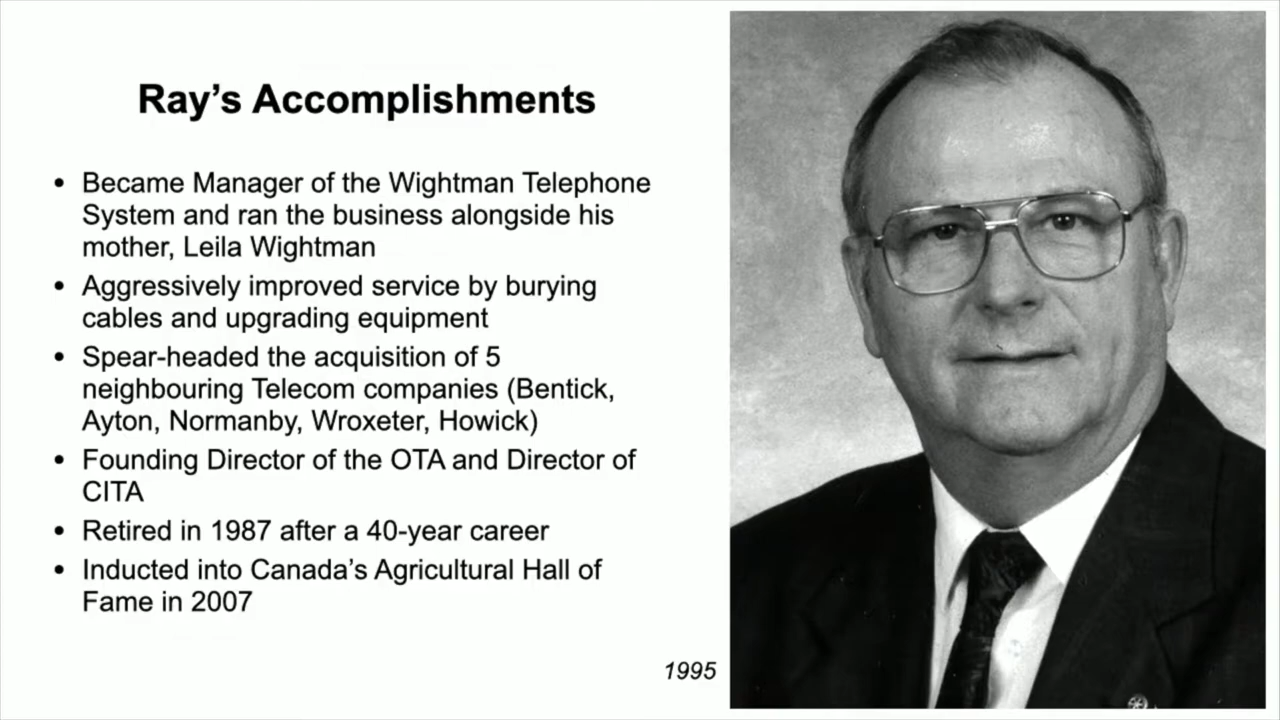 Ray’s Accomplishments
• Became Manager of the Wightman Telephone
System and ran the business alongside his
mother, Leila Wightman
• Aggressively improved service by burying
cables and upgrading equipment
• Spear-headed the acquisition of 5
neighbouring Telecom companies (Bentick,
Ayton, Normanby, Wroxeter, Howick)
• Founding Director of the OTA and Director of
CITA
• Retired in 1987 after a 40-year career
• Inducted into Canada’s Agricultural Hall of
Fame in 2007
1995